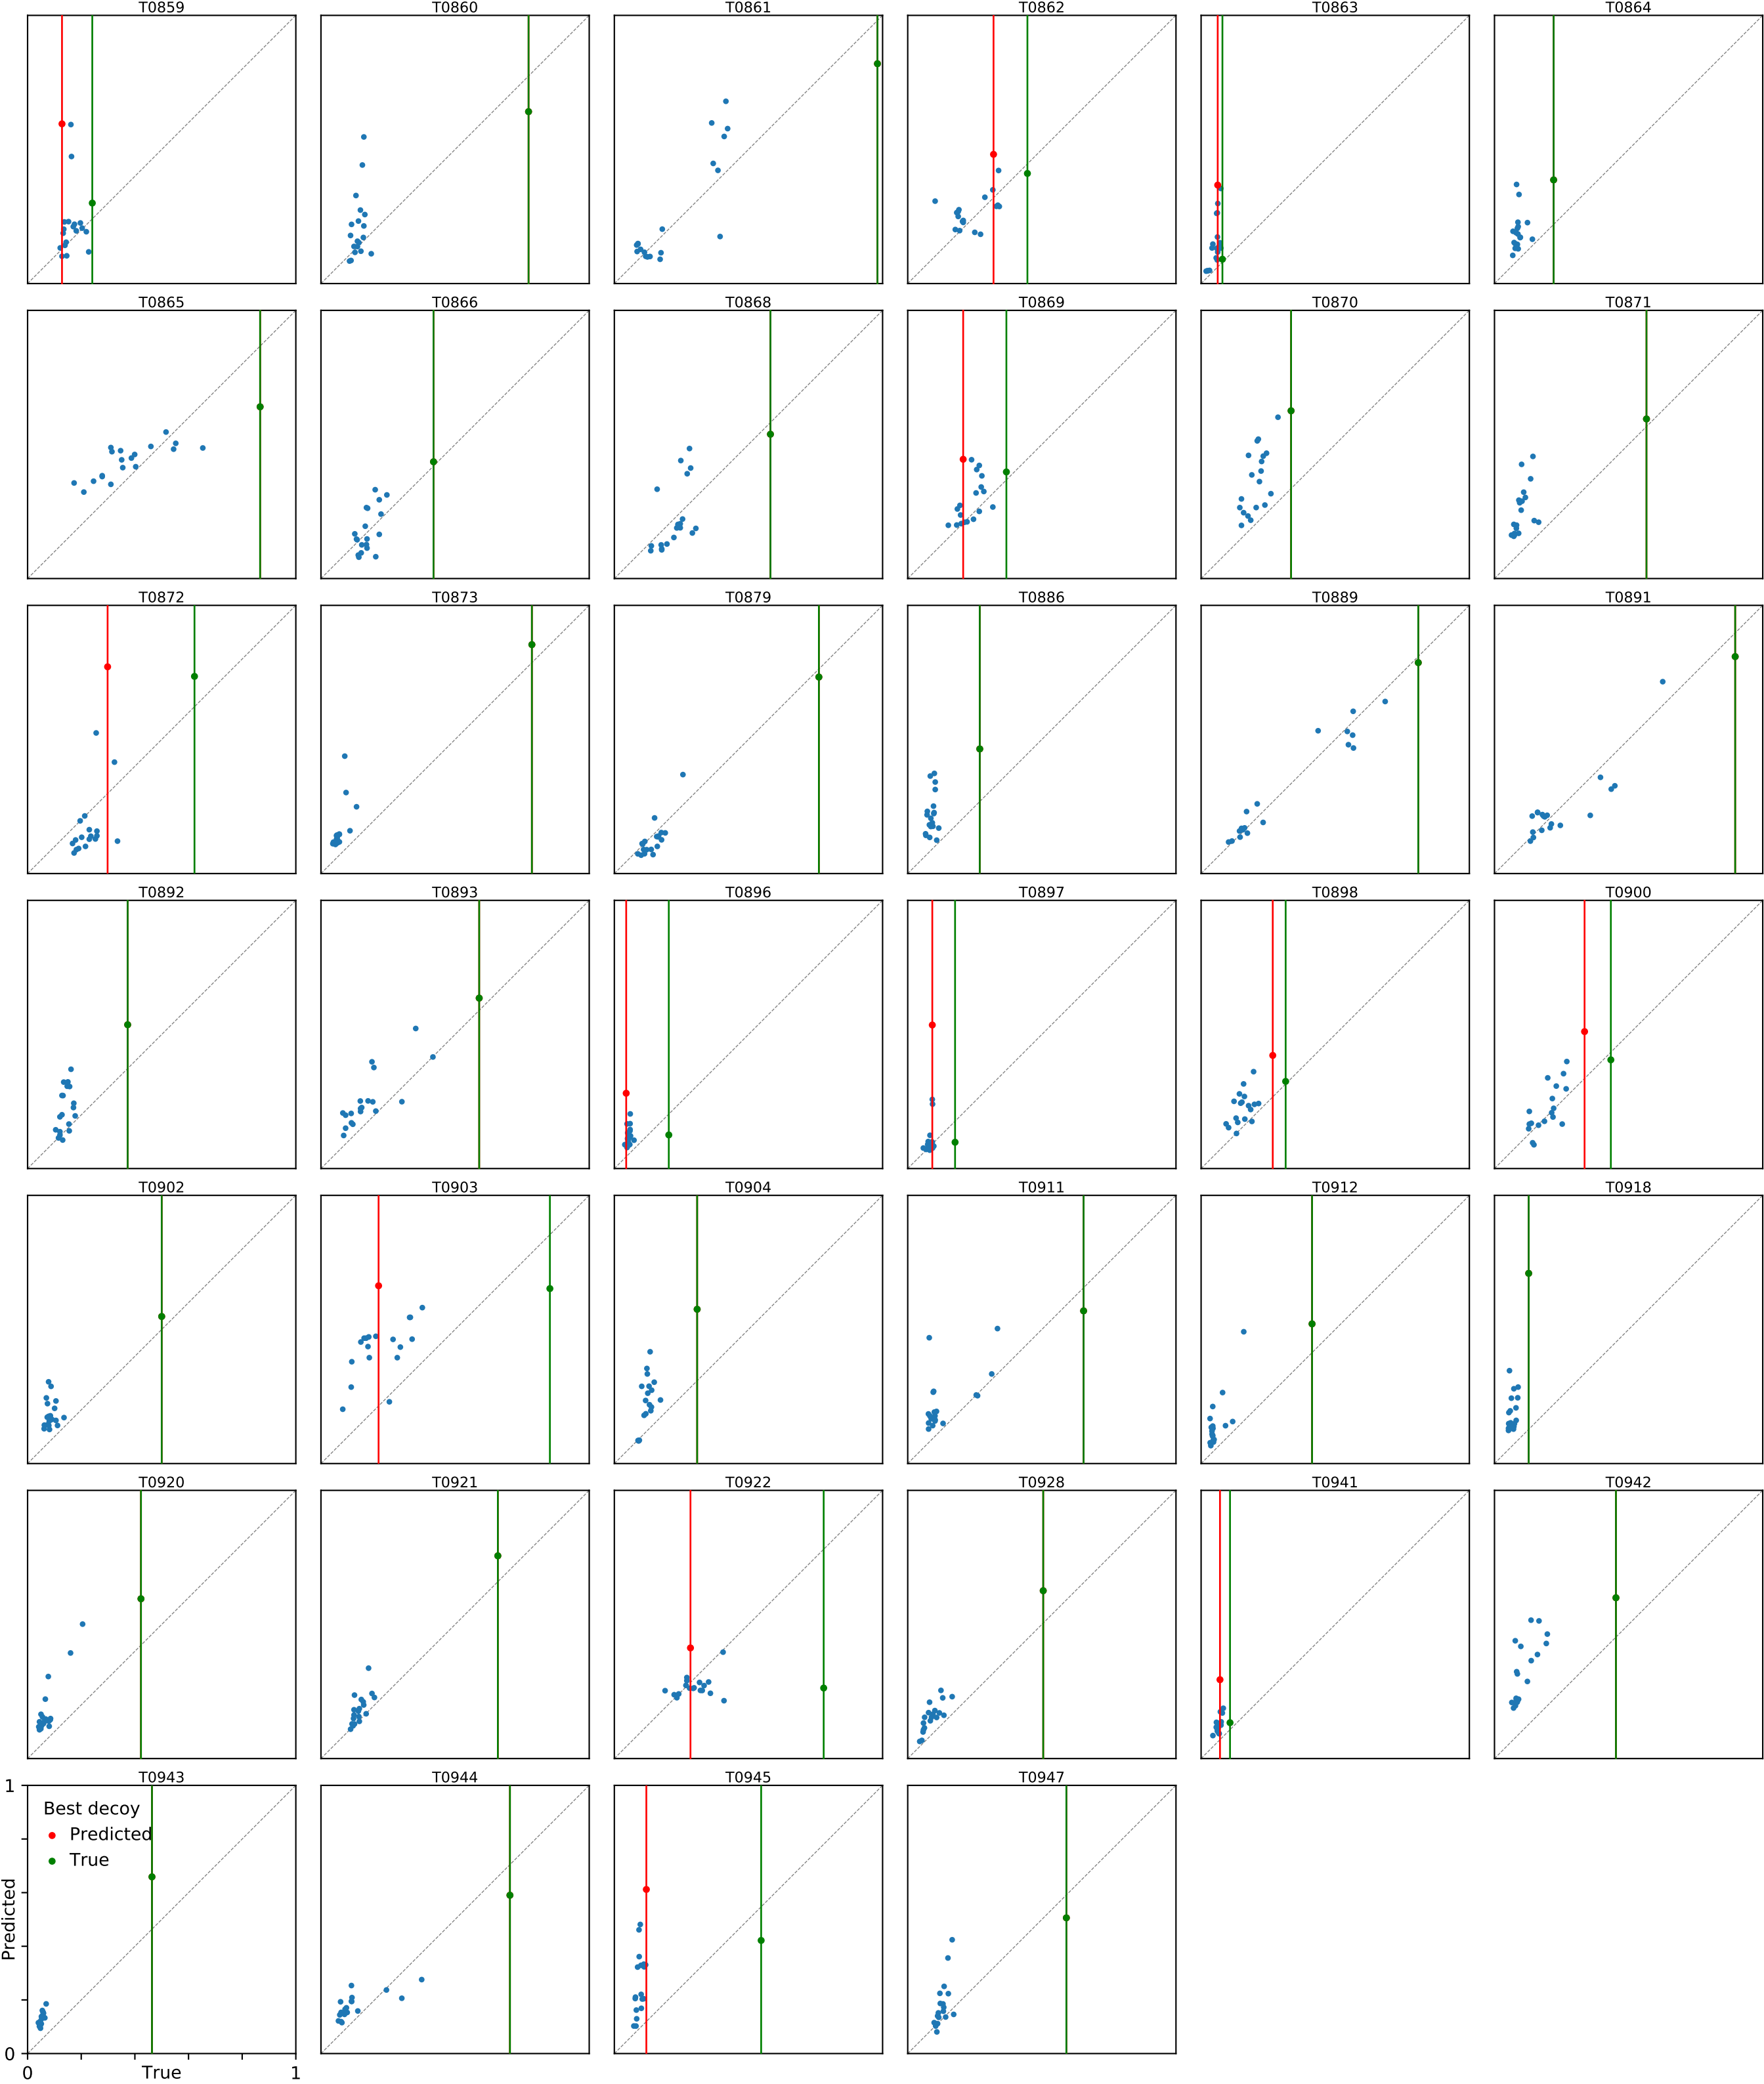 T0859 T0860 T0861 T0862 T0863 T0864
T0865 T0866 T0868 T0869 T0870 T0871
T0872 T0873 T0879 T0886 T0889 T0891
T0892 T0893 T0896 T0897 T0898 T0900
T0902 T0903 T0904 T0911 T0912 T0918
T0920 T0921 T0922 T0928 T0941 T0942
T0943 T0944 T0945 T0947
1
Best decoy
Predicted
True
Predicted
0
0 True 1